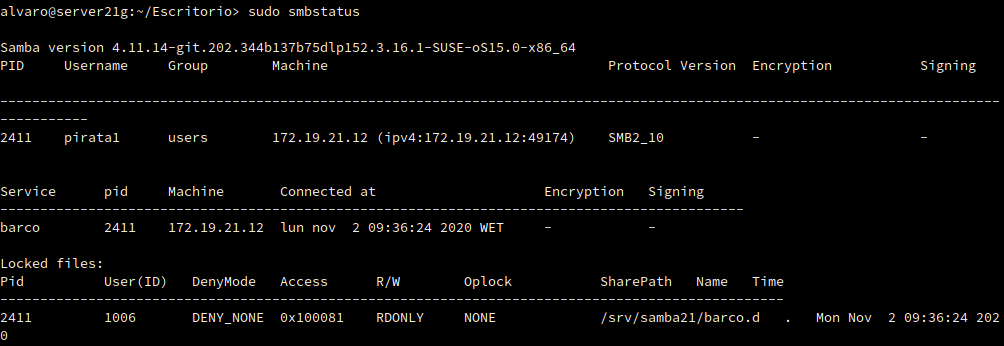 alvaro@server21g:~/Escritorio> sudo smbstatus
Samba version 4.11.14-git.202.344b137b75dlp152.3.16.1-SUSE-oS15.0-x86_64
PID     Username     Group        Machine                                   Protocol Version  Encryption           Signing
----------------------------------------------------------------------------------------------------------------------------------------
2411    pirata1      users        172.19.21.12 (ipv4:172.19.21.12:49174)    SMB2_10           -                    -
Service      pid     Machine       Connected at                     Encryption   Signing
---------------------------------------------------------------------------------------------
barco        2411    172.19.21.12  lun nov  2 09:36:24 2020 WET     -            -
Locked files:
Pid          User(ID)   DenyMode   Access      R/W        Oplock           SharePath   Name   Time
--------------------------------------------------------------------------------------------------
2411         1006       DENY_NONE  0x100081    RDONLY     NONE             /srv/samba21/barco.d   .   Mon Nov  2 09:36:24 202
0